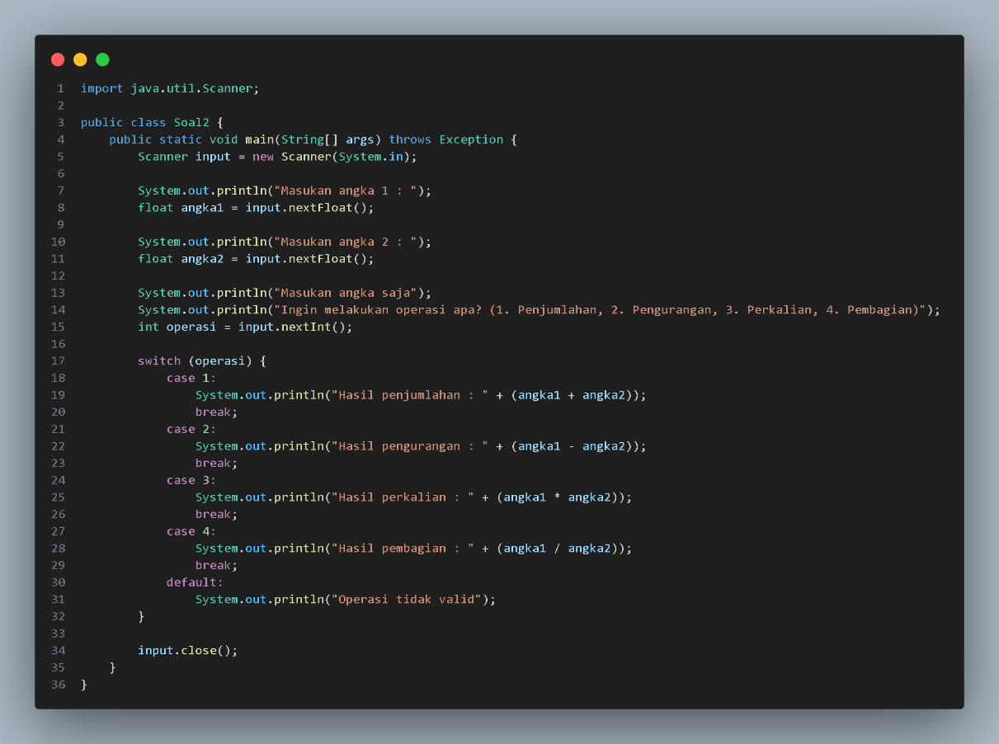 1 import java.util.Scanner;
2
3 public class Soal2 {
4     public static void main(String[] args) throws Exception {
5         Scanner input = new Scanner(System.in);
6
7         System.out.println("Masukan angka 1 : ");
8         float angka1 = input.nextFloat();
9
10         System.out.println("Masukan angka 2 : ");
11         float angka2 = input.nextFloat();
12
13         System.out.println("Masukan angka saja");
14         System.out.println("Ingin melakukan operasi apa? (1. Penjumlahan, 2. Pengurangan, 3. Perkalian, 4. Pembagian)");
15         int operasi = input.nextInt();
16
17         switch (operasi) {
18             case 1:
19                 System.out.println("Hasil penjumlahan : " + (angka1 + angka2));
20                 break;
21             case 2:
22                 System.out.println("Hasil pengurangan : " + (angka1 - angka2));
23                 break;
24             case 3:
25                 System.out.println("Hasil perkalian : " + (angka1 * angka2));
26                 break;
27             case 4:
28                 System.out.println("Hasil pembagian : " + (angka1 / angka2));
29                 break;
30             default:
31                 System.out.println("Operasi tidak valid");
32         }
33
34         input.close();
35     }
36 }